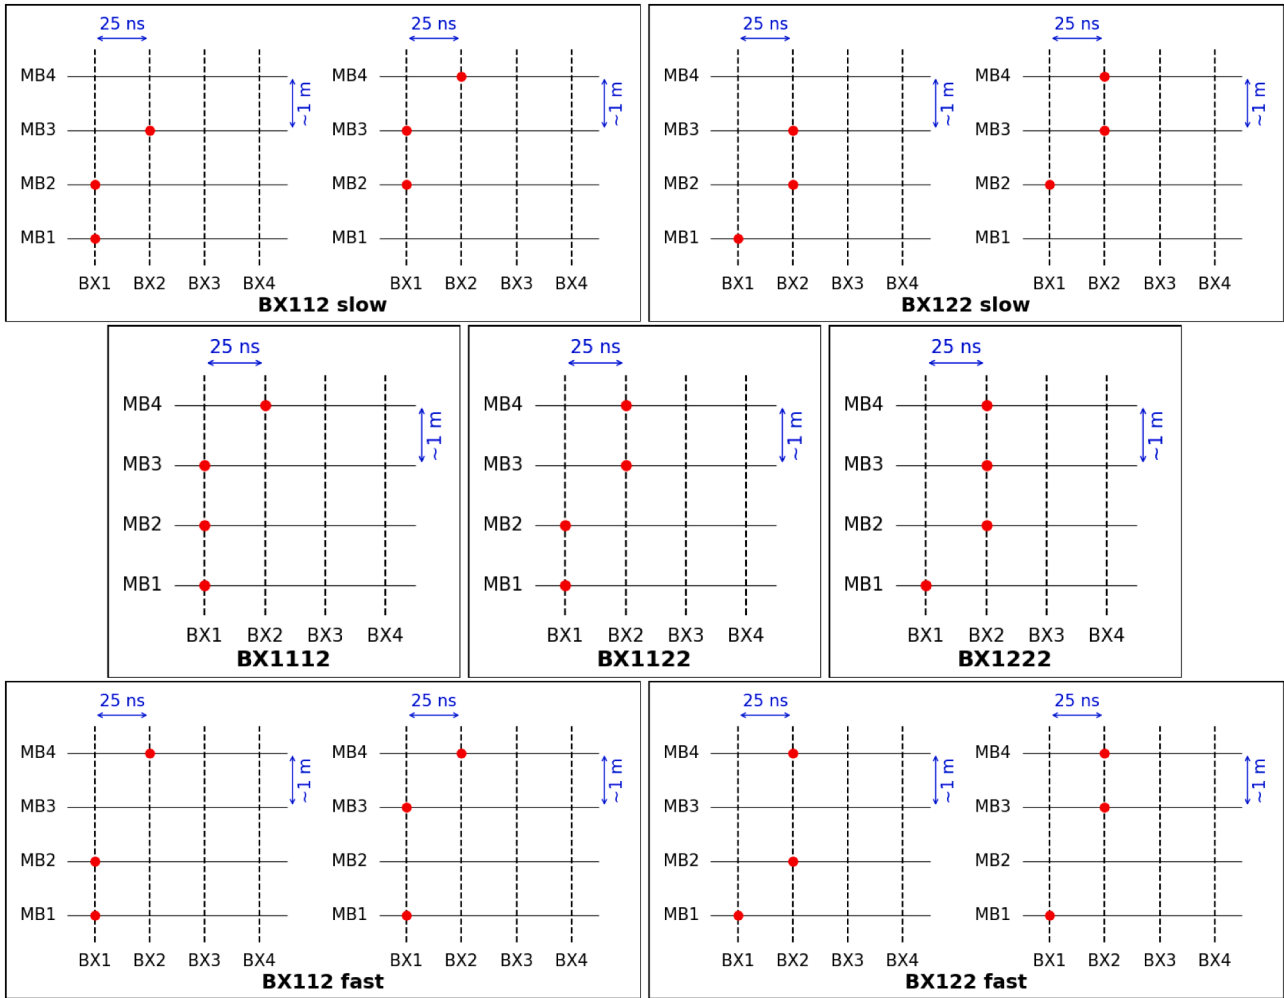 25 ns
25 ns
25 ns
25 ns
MB4
MB4
MB4
MB4
~1 m
~1 m
~1 m
~1 m
MB3
MB3
MB3
MB3
MB2
MB2
MB2
MB2
MB1
MB1
MB1
MB1
BX1 BX2 BX3 BX4
BX1 BX2 BX3 BX4
BX1 BX2 BX3 BX4
BX1 BX2 BX3 BX4
BX112 slow
BX122 slow
25 ns
25 ns
25 ns
MB4
MB4
MB4
~1 m
~1 m
~1 m
MB3
MB3
MB3
MB2
MB2
MB2
MB1
MB1
MB1
BX1 BX2 BX3 BX4
BX1 BX2 BX3 BX4
BX1 BX2 BX3 BX4
BX1112
BX1122
BX1222
25 ns
25 ns
25 ns
25 ns
MB4
MB4
MB4
MB4
~1 m
~1 m
~1 m
~1 m
MB3
MB3
MB3
MB3
MB2
MB2
MB2
MB2
MB1
MB1
MB1
MB1
BX1 BX2 BX3 BX4
BX1 BX2 BX3 BX4
BX1 BX2 BX3 BX4
BX1 BX2 BX3 BX4
BX112 fast
BX122 fast